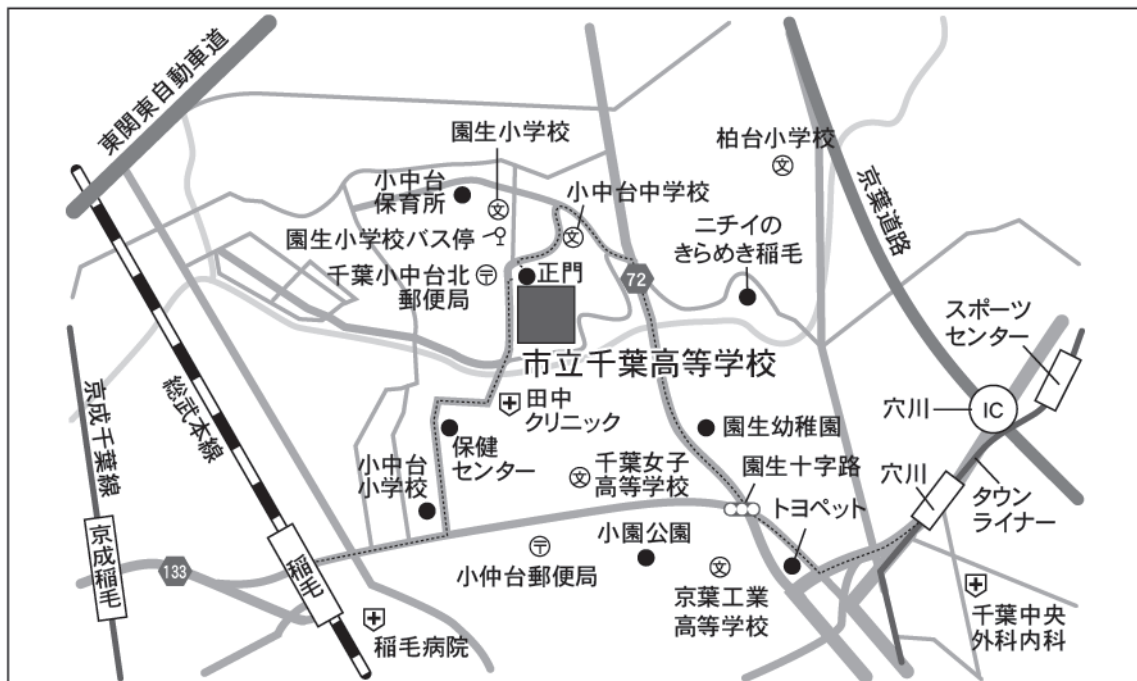 東関東自動車道
園生小学校
柏台小学校
小中台
保育所
小中台中学校
京葉道路
園生小学校バス停
ニチイの
きらめき稲毛
千葉小中台北
郵便局
正門
72
スポーツ
センター
市立千葉高等学校
京成千葉線
総武本線
田中
クリニック
穴川
IC
保健
センター
園生幼稚園
小中台
小学校
千葉女子
高等学校
園生十字路
穴川
タウン
ライナー
トヨペット
京成稲毛
133
稲毛
小仲台郵便局
小園公園
京葉工業
高等学校
稲毛病院
千葉中央
外科内科